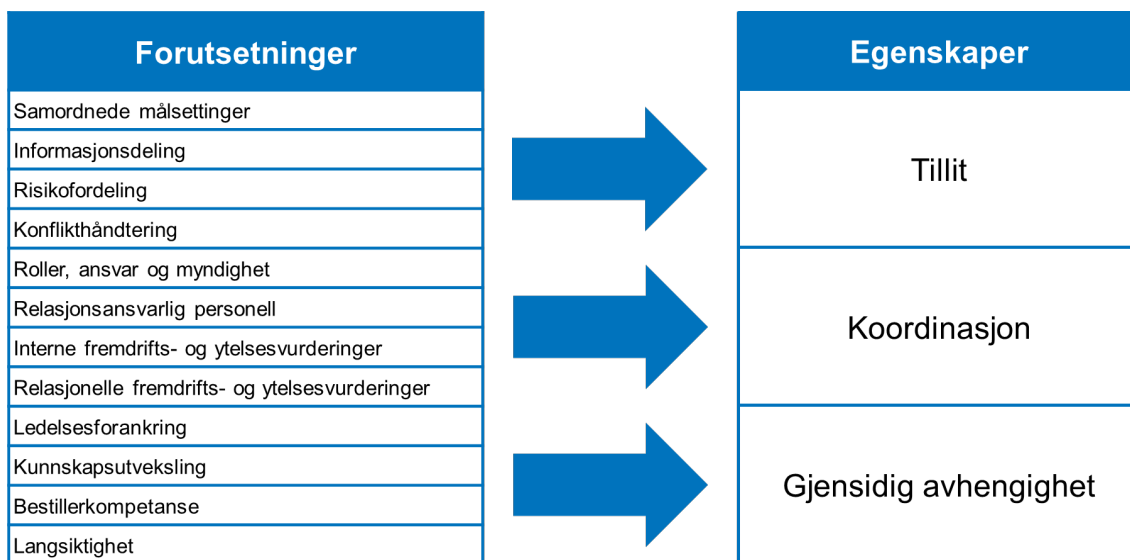 Forutsetninger
Samordnede målsettinger
Informasjonsdeling
Risikofordeling
Konflikthåndtering
Roller, ansvar og myndighet
Relasjonsansvarlig personell
Interne fremdrifts- og ytelsesvurderinger
Relasjonelle fremdrifts- og ytelsesvurderinger
Ledelsesforankring
Kunnskapsutveksling
Bestillerkompetanse
Langsiktighet
Egenskaper
Tillit
Koordinasjon
Gjensidig avhengighet